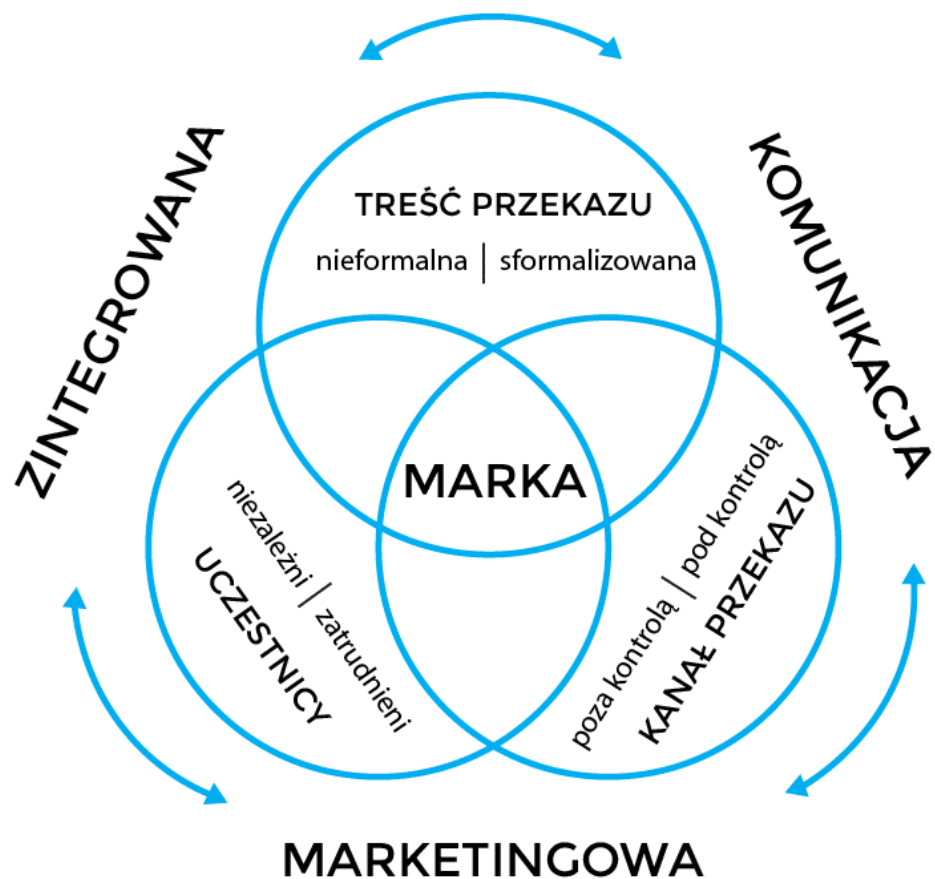 ZINTEGROWANA
KOMUNIKACJA
TREŚĆ PRZEKAZU
nieformalna | sformalizowana
MARKA
niezależni | zatrudnieni
UCZESTNICY
poza kontrolą | pod kontrolą
KANAŁ PRZEKAZU
MARKETINGOWA